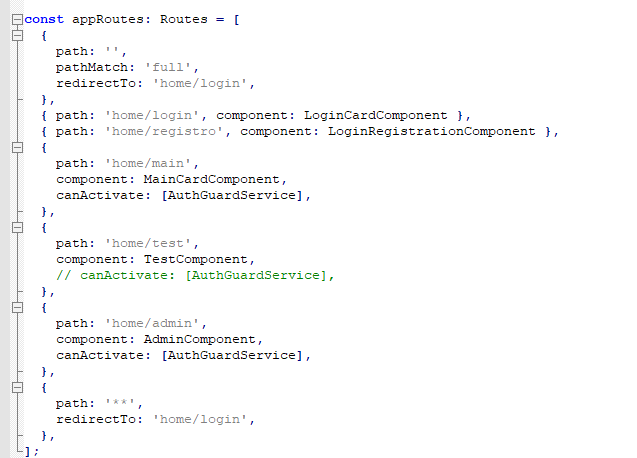 const appRoutes: Routes = [
  {
    path: '',
    pathMatch: 'full',
    redirectTo: 'home/login',
  },
  { path: 'home/login', component: LoginCardComponent },
  { path: 'home/registro', component: LoginRegistrationComponent },
  {
    path: 'home/main',
    component: MainCardComponent,
    canActivate: [AuthGuardService],
  },
  {
    path: 'home/test',
    component: TestComponent,
    // canActivate: [AuthGuardService],
  },
  {
    path: 'home/admin',
    component: AdminComponent,
    canActivate: [AuthGuardService],
  },
  {
    path: '**',
    redirectTo: 'home/login',
  },
];